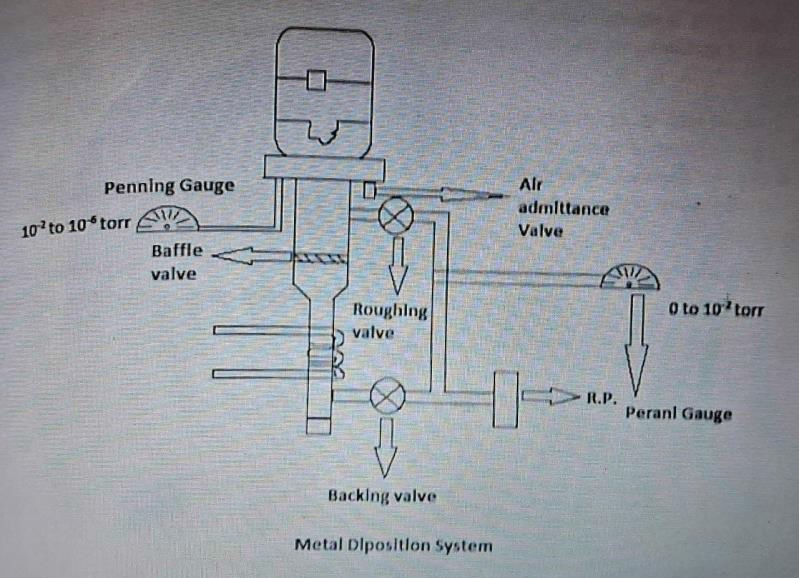 Penning Gauge
10⁻² to 10⁻⁶ torr
Air
admittance
Valve
Baffle
valve
Roughing
valve
0 to 10⁻² torr
R.P.
Perani Gauge
Backing valve
Metal Diposition System